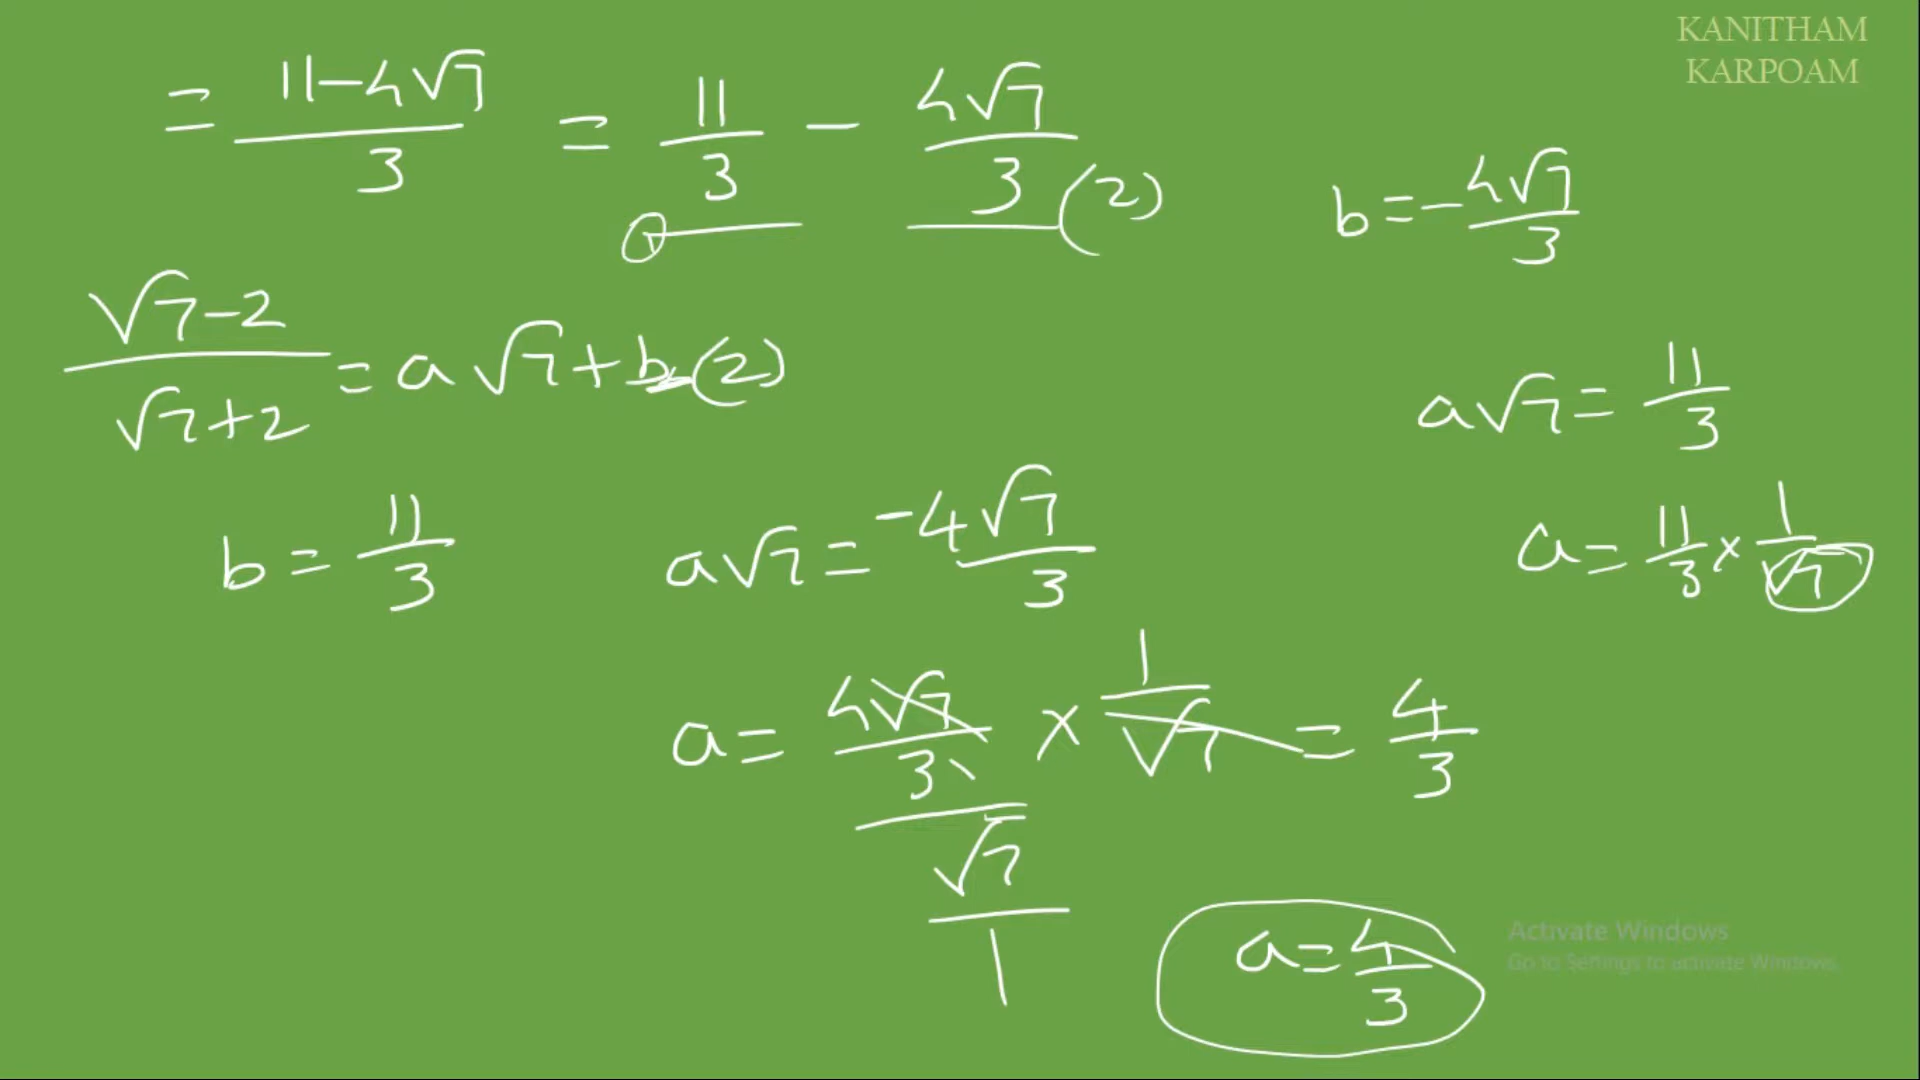 KANITHAM
KARPOAM
= (11-4√7)/3 = 11/3 - 4√7/3 (2)
b = -4√7/3
(√7-2)/(√7+2) = a√7+b (2)
a√7 = 11/3
b = 11/3
a√7 = -4√7/3
a = 11/3 × 1/√7
a = 4√7/3 × 1/√7 = 4/3
√7/1
a = 4/3
Activate Windows
Go to Settings to activate Windows.